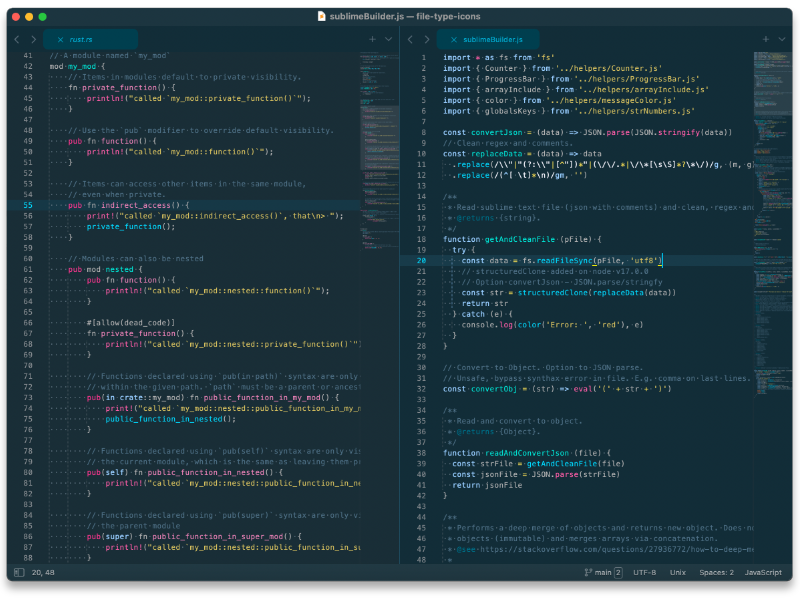 sublimeBuilder.js — file-type-icons
rust.rs
41 // A module named `my_mod`
42 mod my_mod {
43 // Items in modules default to private visibility.
44 fn private_function() {
45 println!("called `my_mod::private_function()`");
46 }
47
48 // Use the `pub` modifier to override default visibility.
49 pub fn function() {
50 println!("called `my_mod::function()`");
51 }
52
53 // Items can access other items in the same module,
54 // even when private.
55 pub fn indirect_access() {
56 print!("called `my_mod::indirect_access()`, that\n> ");
57 private_function();
58 }
59
60 // Modules can also be nested
61 pub mod nested {
62 pub fn function() {
63 println!("called `my_mod::nested::function()`");
64 }
65
66 #[allow(dead_code)]
67 fn private_function() {
68 println!("called `my_mod::nested::private_function()`"
69 }
70
71 // Functions declared using `pub(in path)` syntax are only
72 // within the given path. `path` must be a parent or ances
73 pub(in crate::my_mod) fn public_function_in_my_mod() {
74 print!("called `my_mod::nested::public_function_in_my_m
75 public_function_in_nested();
76 }
77
78 // Functions declared using `pub(self)` syntax are only vi
79 // the current module, which is the same as leaving them p
80 pub(self) fn public_function_in_nested() {
81 println!("called `my_mod::nested::public_function_in_ne
82 }
83
84 // Functions declared using `pub(super)` syntax are only vi
85 // the parent module
86 pub(super) fn public_function_in_super_mod() {
87 println!("called `my_mod::nested::public_function_in_su
88 }
sublimeBuilder.js
1 import * as fs from 'fs'
2 import { Counter } from '../helpers/Counter.js'
3 import { ProgressBar } from '../helpers/ProgressBar.js'
4 import { arrayInclude } from '../helpers/arrayInclude.js'
5 import { color } from '../helpers/messageColor.js'
6 import { globalsKeys } from '../helpers/strNumbers.js'
7
8 const convertJson = (data) => JSON.parse(JSON.stringify(data))
9 // Clean regex and comments.
10 const replaceData = (data) => data
11 .replace(/\\"|"(?:\\"|[^"])*"|(\/\/.*|\/\*[\s\S]*?\*\/)/g, (m, g
12 .replace(/(^[ \t]*\n)/gm, '')
13
14 /**
15 * Read sublime text file (json with comments) and clean, regex an
16 * @returns {string}.
17 */
18 function getAndCleanFile (pFile) {
19 try {
20 const data = fs.readFileSync(pFile, 'utf8')
21 // structuredClone added on node v17.0.0
22 // Option convertJson -- JSON.parse/stringfy
23 const str = structuredClone(replaceData(data))
24 return str
25 } catch (e) {
26 console.log(color('Error: ', 'red'), e)
27 }
28 }
29
30 // Convert to Object. Option to JSON.parse.
31 // Unsafe, bypass synthax error in file. E.g. comma on last lines.
32 const convertObj = (str) => eval('(' + str + ')')
33
34 /**
35 * Read and convert to object.
36 * @returns {Object}.
37 */
38 function readAndConvertJson (file) {
39 const strFile = getAndCleanFile(file)
40 const jsonFile = JSON.parse(strFile)
41 return jsonFile
42 }
43
44 /**
45 * Performs a deep merge of objects and returns new object. Does n
46 * objects (immutable) and merges arrays via concatenation.
47 * @see https://stackoverflow.com/questions/27936772/how-to-deep-m
48 *
20, 48
main 2 UTF-8 Unix Spaces: 2 JavaScript